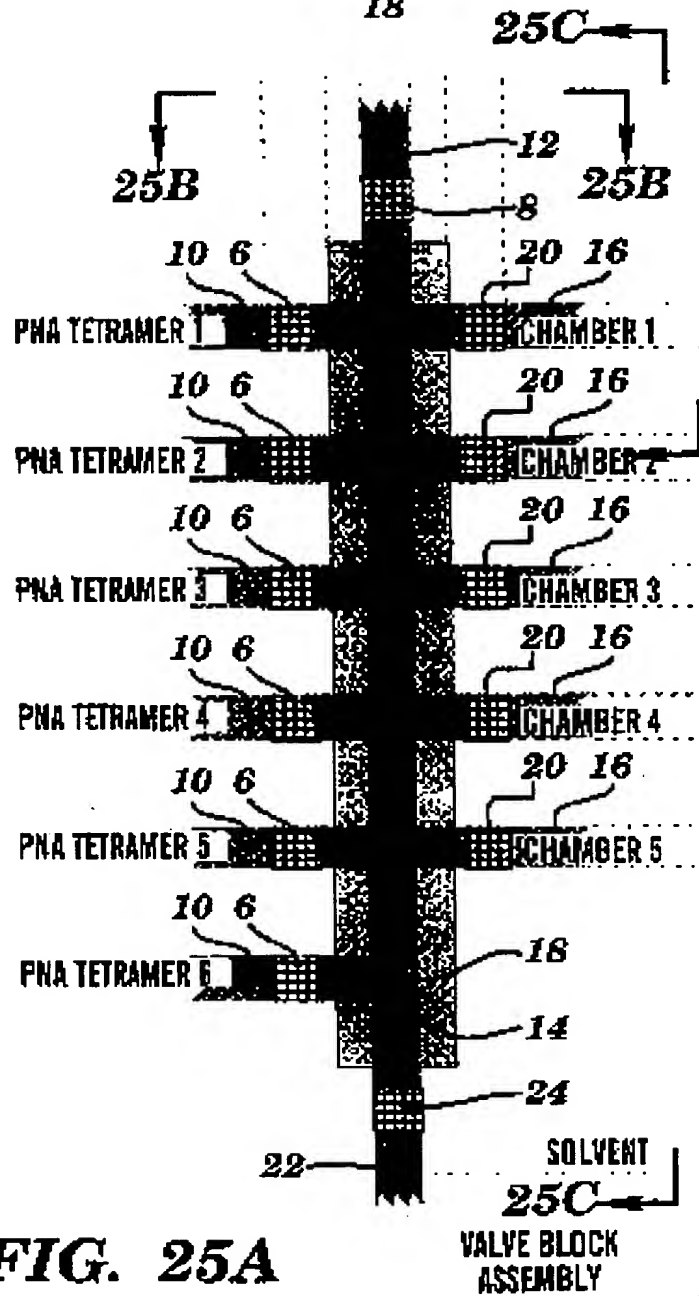 18
25C
12
25B 25B
8
10 6 20 16
PNA TETRAMER 1 CHAMBER 1
10 6 20 16
PNA TETRAMER 2 CHAMBER 2
10 6 20 16
PNA TETRAMER 3 CHAMBER 3
10 6 20 16
PNA TETRAMER 4 CHAMBER 4
10 6 20 16
PNA TETRAMER 5 CHAMBER 5
10 6
18
PNA TETRAMER 6
14
24
SOLVENT
22
25C
FIG. 25A
VALVE BLOCK
ASSEMBLY